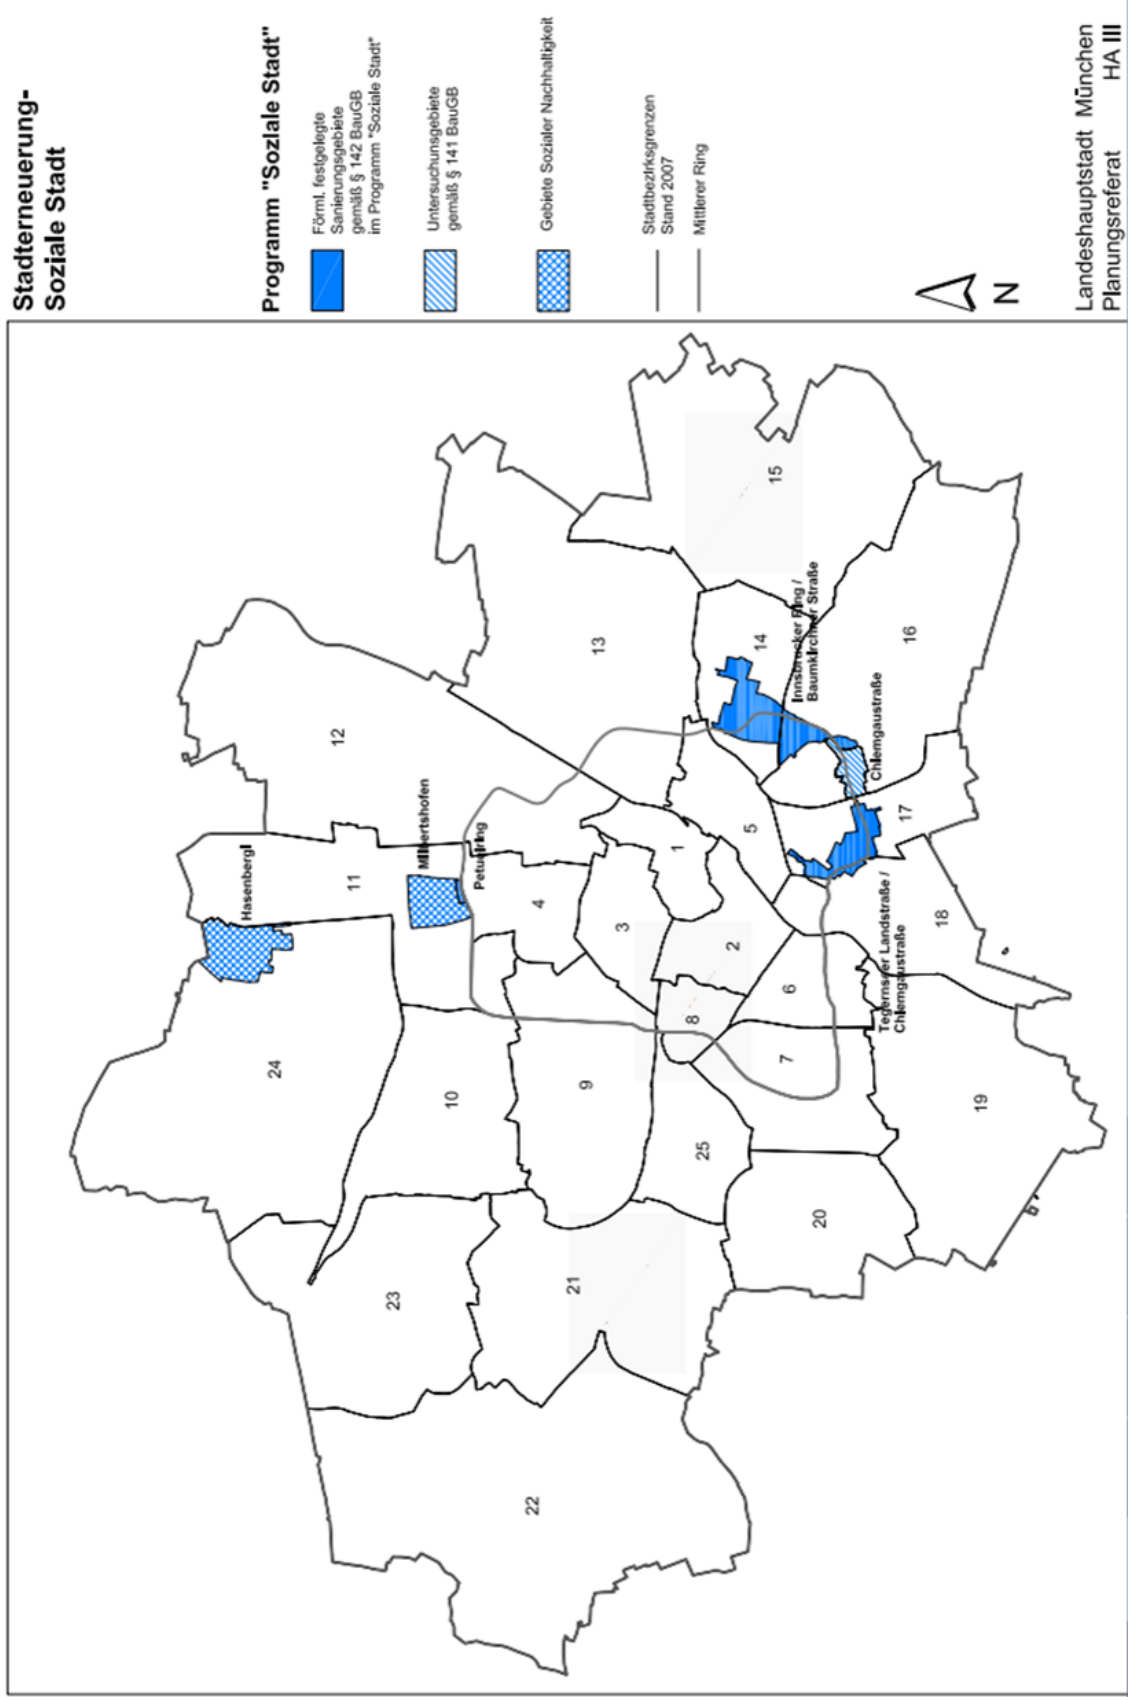 Stadterneuerung-
Soziale Stadt
Programm "Soziale Stadt"
Förml. festgelegte
Sanierungsgebiete
gemäß § 142 BauGB
im Programm "Soziale Stadt"
Untersuchunsgebiete
gemäß § 141 BauGB
Gebiete Sozialer Nachhaltigkeit
Stadtbezirksgrenzen
Stand 2007
Mittlerer Ring
N
Landeshauptstadt München
Planungsreferat HA III
Hasenbergl
Milbertshofen
Petuelring
Innsbrucker Ring /
Baumkirchner Straße
Chiemgaustraße
Tegernseer Landstraße /
Chiemgaustraße
12
11
24
13
15
14
16
4
3
1
5
2
17
18
6
8
7
10
9
25
19
20
23
21
22